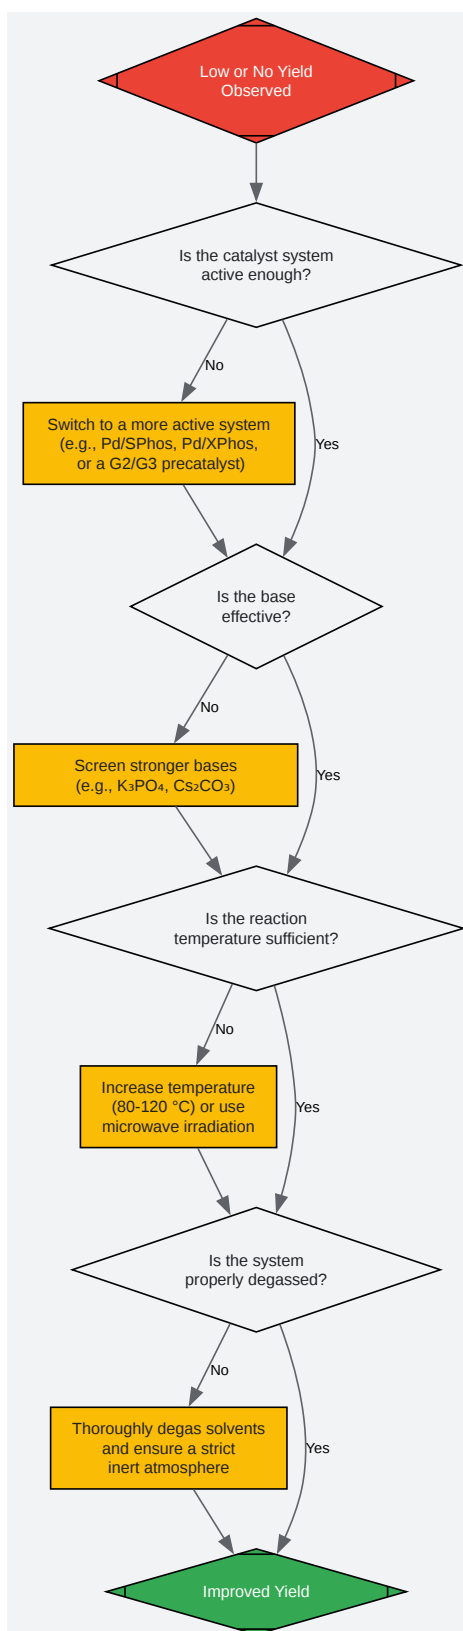 Low or No Yield
Observed
Is the catalyst system
active enough?
No
Yes
Switch to a more active system
(e.g., Pd/SPhos, Pd/XPhos,
or a G2/G3 precatalyst)
Is the base
effective?
No
Yes
Screen stronger bases
(e.g., K₃PO₄, Cs₂CO₃)
Is the reaction
temperature sufficient?
No
Yes
Increase temperature
(80-120 °C) or use
microwave irradiation
Is the system
properly degassed?
No
Yes
Thoroughly degas solvents
and ensure a strict
inert atmosphere
Improved Yield